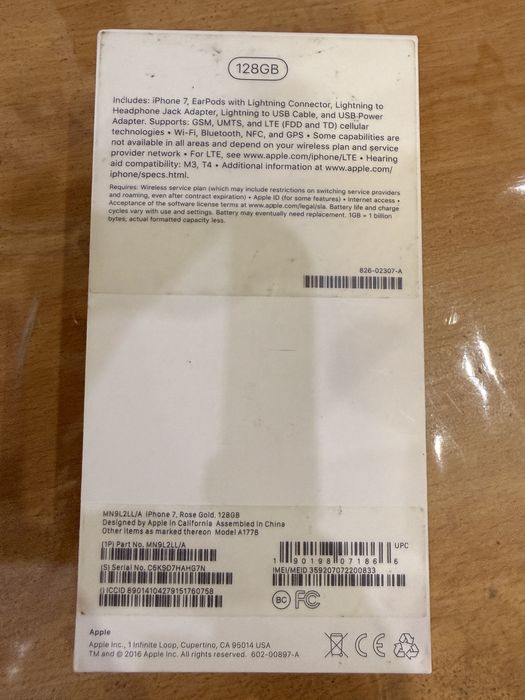 128GB
Includes: iPhone 7, EarPods with Lightning Connector, Lightning to
Headphone Jack Adapter, Lightning to USB Cable, and USB Power
Adapter. Supports: GSM, UMTS, and LTE (FDD and TD) cellular
technologies • Wi-Fi, Bluetooth, NFC, and GPS • Some capabilities are
not available in all areas and depend on your wireless plan and service
provider network • For LTE, see www.apple.com/iphone/LTE • Hearing
aid compatibility: M3, T4 • Additional information at www.apple.com/
iphone/specs.html.
Requires: Wireless service plan (which may include restrictions on switching service providers
and roaming, even after contract expiration) • Apple ID (for some features) • Internet access •
Acceptance of the software license terms at www.apple.com/legal/sla. Battery life and charge
cycles vary with use and settings. Battery may eventually need replacement. 1GB = 1 billion
bytes; actual formatted capacity less.
826-02307-A
MN9L2LL/A iPhone 7, Rose Gold, 128GB
Designed by Apple in California Assembled in China
Other items as marked thereon Model A1778
(1P) Part No. MN9L2LL/A
UPC
1 90198 07186 6
(S) Serial No. C6KSD7HAHG7N
IMEI/MEID 359207072200833
() ICCID 89014104279151760758
BC FC
Apple
Apple Inc., 1 Infinite Loop, Cupertino, CA 95014 USA
TM and © 2016 Apple Inc. All rights reserved. 602-00897-A
CE